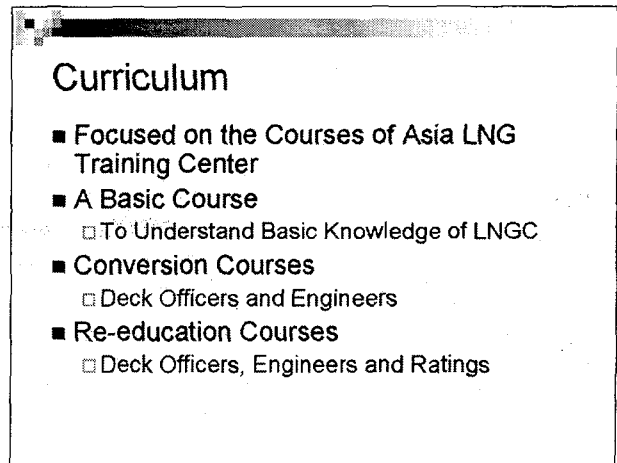 Curriculum
■ Focused on the Courses of Asia LNG
Training Center
■ A Basic Course
□ To Understand Basic Knowledge of LNGC
■ Conversion Courses
□ Deck Officers and Engineers
■ Re-education Courses
□ Deck Officers, Engineers and Ratings